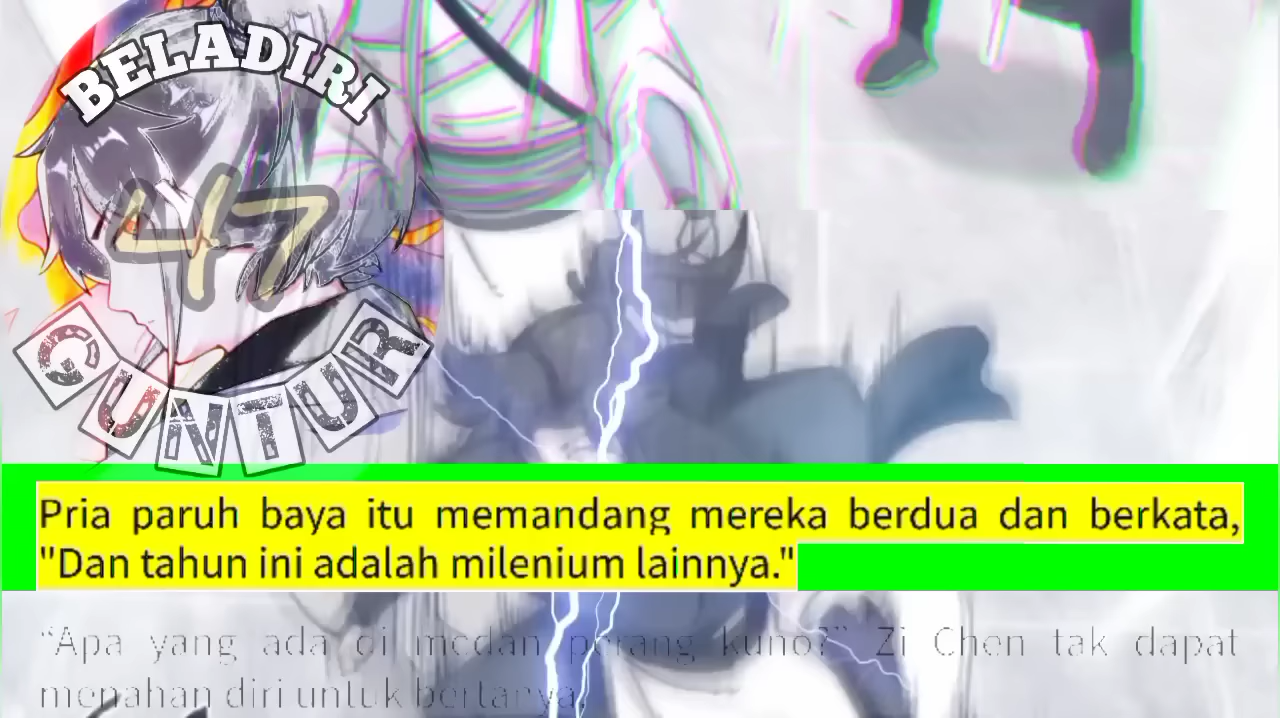 BELADIRI
47
GUNTUR
Pria paruh baya itu memandang mereka berdua dan berkata,
"Dan tahun ini adalah milenium lainnya."
“Apa yang ada di medan perang kuno?” Zi Chen tak dapat
menahan diri untuk bertanya.